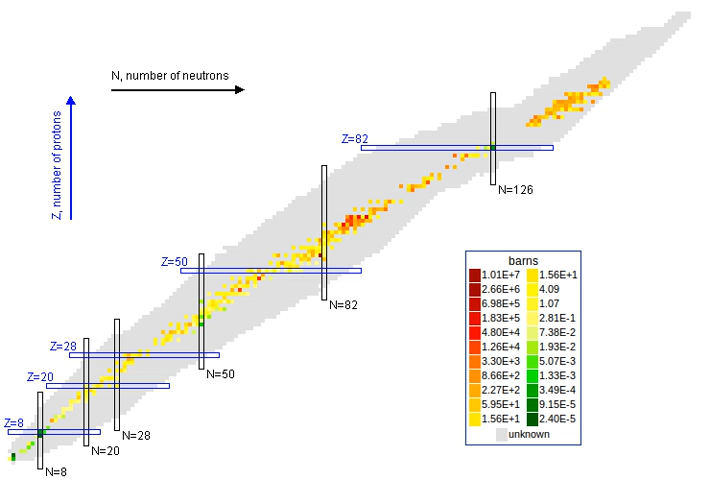 N, number of neutrons
Z, number of protons
Z=82
N=126
Z=50
N=82
Z=28
N=50
Z=20
N=28
Z=8
N=20
N=8
barns
1.01E+7 1.56E+1
2.66E+6 4.09
6.98E+5 1.07
1.83E+5 2.81E-1
4.80E+4 7.38E-2
1.26E+4 1.93E-2
3.30E+3 5.07E-3
8.66E+2 1.33E-3
2.27E+2 3.49E-4
5.95E+1 9.15E-5
1.56E+1 2.40E-5
unknown